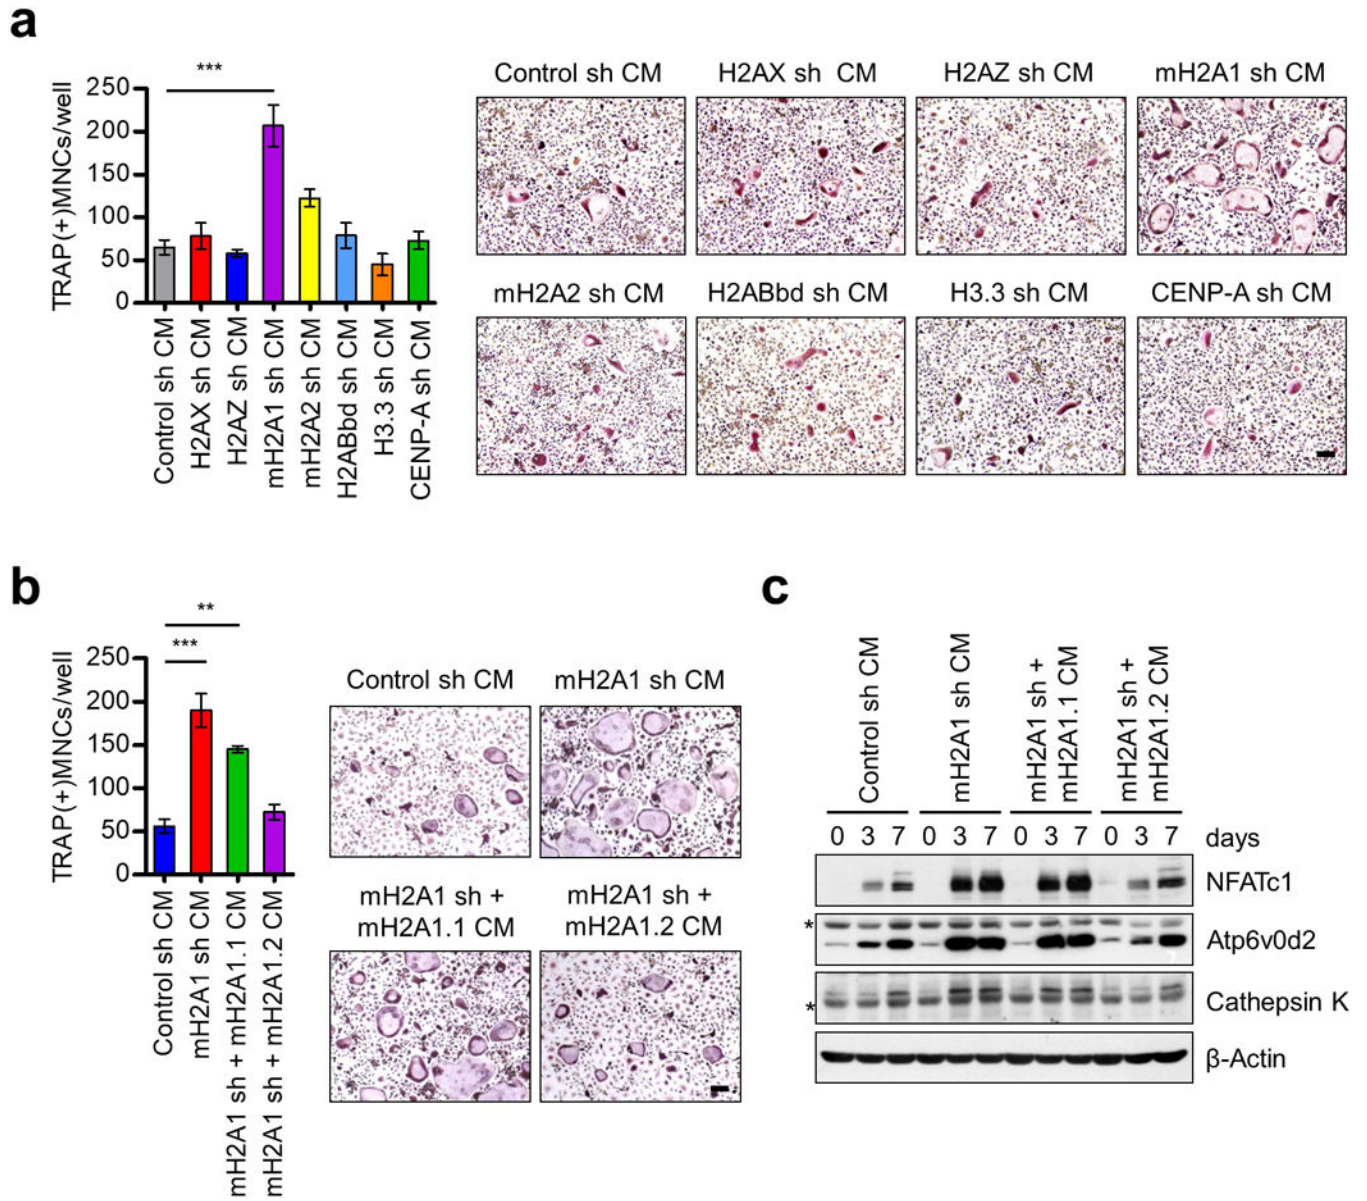 a
***
TRAP(+)MNCs/well
250
200
150
100
50
0
Control sh CM
H2AX sh CM
H2AZ sh CM
mH2A1 sh CM
mH2A2 sh CM
H2ABbd sh CM
H3.3 sh CM
CENP-A sh CM
Control sh CM
H2AX sh CM
H2AZ sh CM
mH2A1 sh CM
mH2A2 sh CM
H2ABbd sh CM
H3.3 sh CM
CENP-A sh CM
b
**
***
TRAP(+)MNCs/well
250
200
150
100
50
0
Control sh CM
mH2A1 sh CM
mH2A1 sh + mH2A1.1 CM
mH2A1 sh + mH2A1.2 CM
Control sh CM
mH2A1 sh CM
mH2A1 sh +
mH2A1.1 CM
mH2A1 sh +
mH2A1.2 CM
c
Control sh CM
mH2A1 sh CM
mH2A1 sh +
mH2A1.1 CM
mH2A1 sh +
mH2A1.2 CM
0 3 7 0 3 7 0 3 7 0 3 7 days
NFATc1
*
Atp6v0d2
Cathepsin K
*
β-Actin